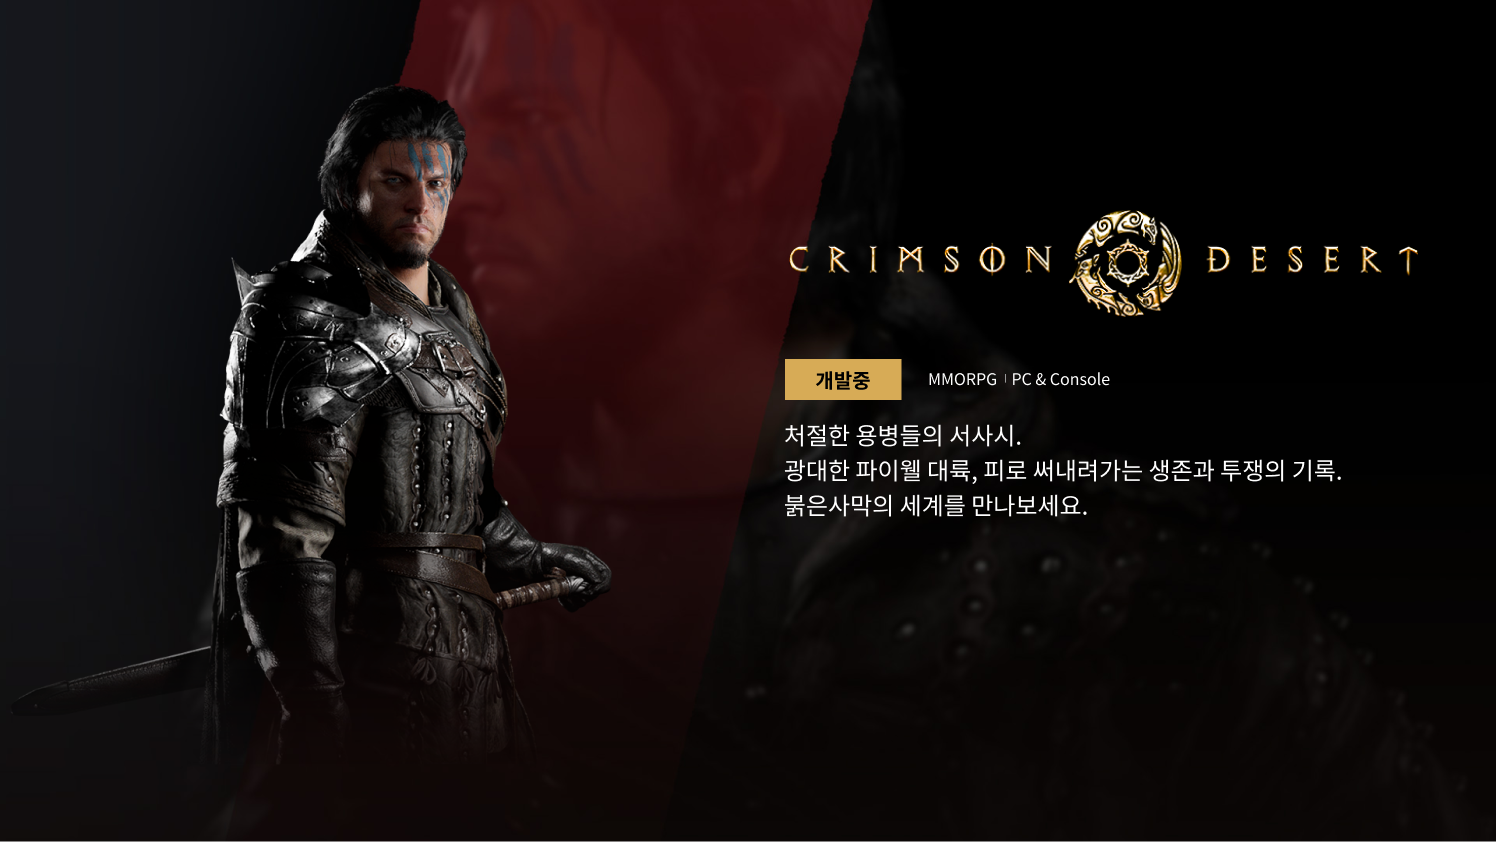 CRIMSON DESERT
개발중
MMORPG | PC & Console
처절한 용병들의 서사시.
광대한 파이웰 대륙, 피로 써내려가는 생존과 투쟁의 기록.
붉은사막의 세계를 만나보세요.